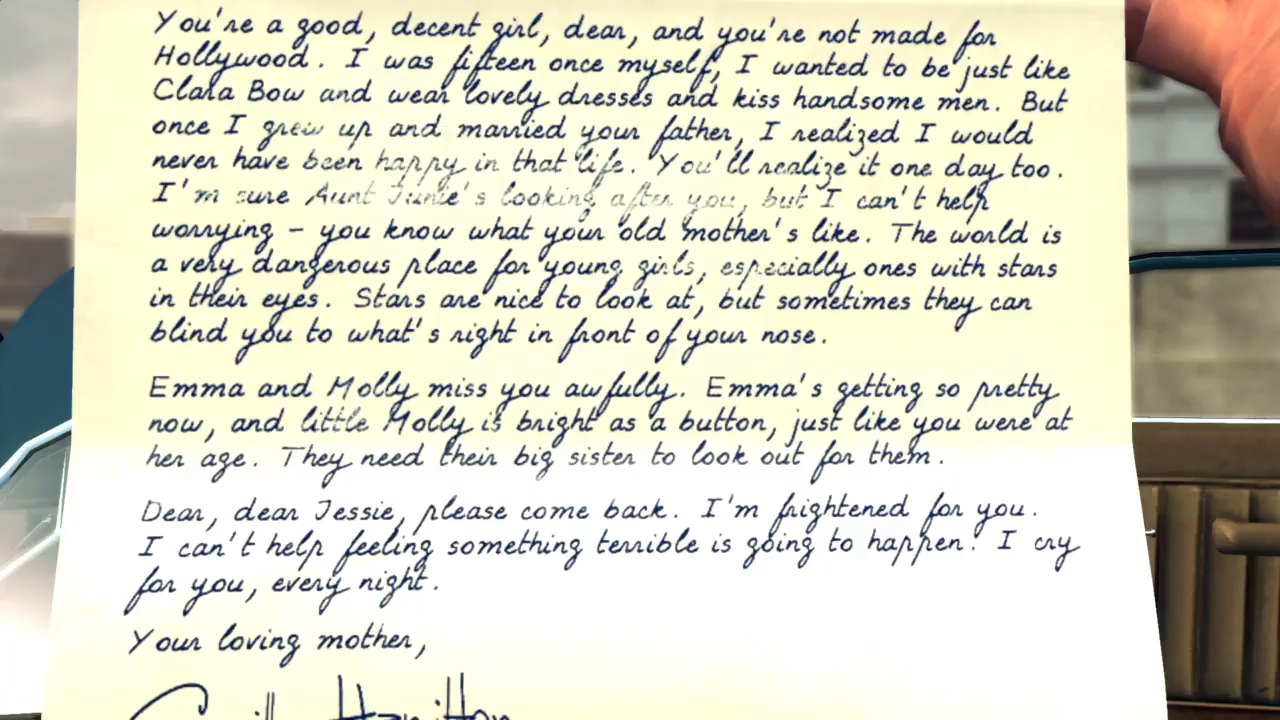 You're a good, decent girl, dear, and you're not made for
Hollywood. I was fifteen once myself, I wanted to be just like
Clara Bow and wear lovely dresses and kiss handsome men. But
once I grew up and married your father, I realized I would
never have been happy in that life. You'll realize it one day too.
I'm sure Aunt Junie's looking after you, but I can't help
worrying – you know what your old mother's like. The world is
a very dangerous place for young girls, especially ones with stars
in their eyes. Stars are nice to look at, but sometimes they can
blind you to what's right in front of your nose.
Emma and Molly miss you awfully. Emma's getting so pretty
now, and little Molly is bright as a button, just like you were at
her age. They need their big sister to look out for them.
Dear, dear Jessie, please come back. I'm frightened for you.
I can't help feeling something terrible is going to happen. I cry
for you, every night.
Your loving mother,
Hamilton